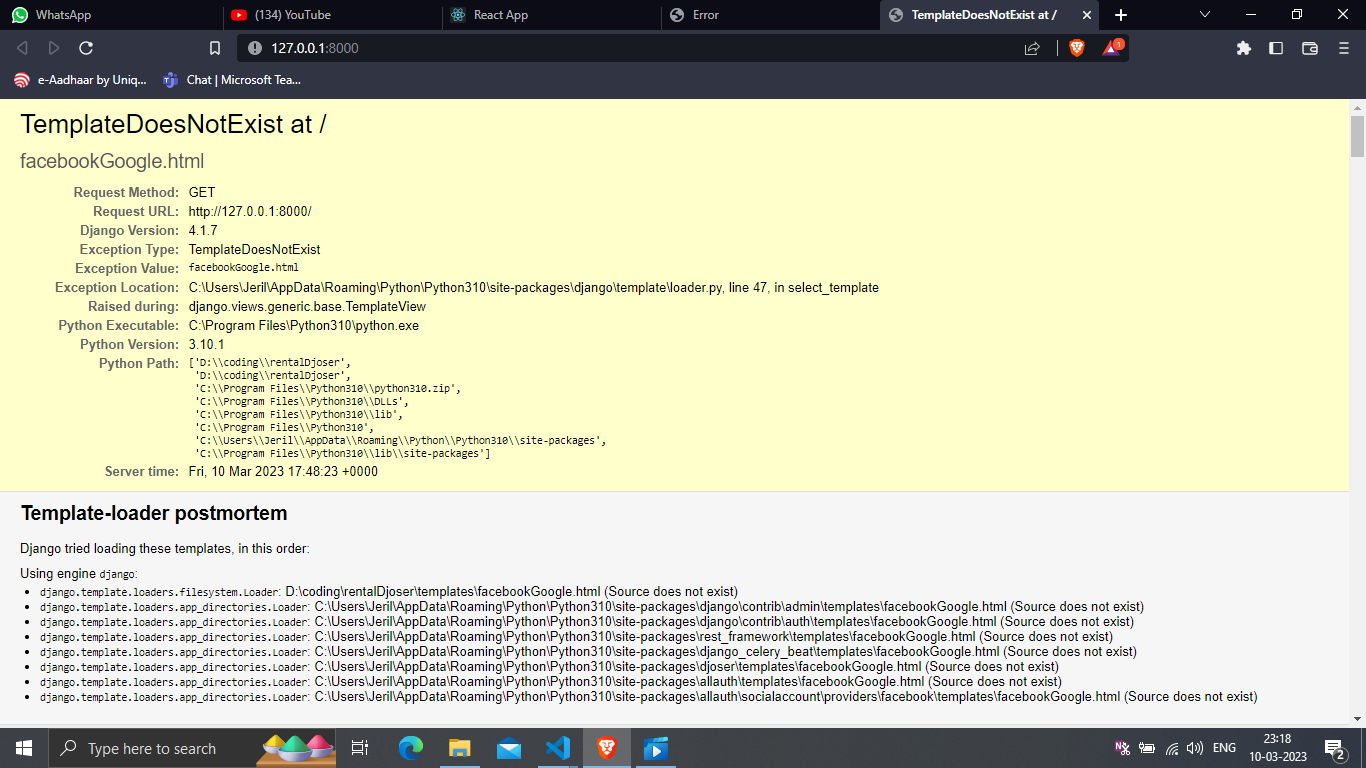 WhatsApp
(134) YouTube
React App
Error
TemplateDoesNotExist at /
127.0.0.1:8000
1
e-Aadhaar by Uniq...
Chat | Microsoft Tea...
TemplateDoesNotExist at /
facebookGoogle.html
Request Method: GET
Request URL: http://127.0.0.1:8000/
Django Version: 4.1.7
Exception Type: TemplateDoesNotExist
Exception Value: facebookGoogle.html
Exception Location: C:\Users\Jeril\AppData\Roaming\Python\Python310\site-packages\django\template\loader.py, line 47, in select_template
Raised during: django.views.generic.base.TemplateView
Python Executable: C:\Program Files\Python310\python.exe
Python Version: 3.10.1
Python Path: ['D:\\coding\\rentalDjoser',
'D:\\coding\\rentalDjoser',
'C:\\Program Files\\Python310\\python310.zip',
'C:\\Program Files\\Python310\\DLLs',
'C:\\Program Files\\Python310\\lib',
'C:\\Program Files\\Python310',
'C:\\Users\\Jeril\\AppData\\Roaming\\Python\\Python310\\site-packages',
'C:\\Program Files\\Python310\\lib\\site-packages']
Server time: Fri, 10 Mar 2023 17:48:23 +0000
Template-loader postmortem
Django tried loading these templates, in this order:
Using engine django:
• django.template.loaders.filesystem.Loader: D:\coding\rentalDjoser\templates\facebookGoogle.html (Source does not exist)
• django.template.loaders.app_directories.Loader: C:\Users\Jeril\AppData\Roaming\Python\Python310\site-packages\django\contrib\admin\templates\facebookGoogle.html (Source does not exist)
• django.template.loaders.app_directories.Loader: C:\Users\Jeril\AppData\Roaming\Python\Python310\site-packages\django\contrib\auth\templates\facebookGoogle.html (Source does not exist)
• django.template.loaders.app_directories.Loader: C:\Users\Jeril\AppData\Roaming\Python\Python310\site-packages\rest_framework\templates\facebookGoogle.html (Source does not exist)
• django.template.loaders.app_directories.Loader: C:\Users\Jeril\AppData\Roaming\Python\Python310\site-packages\django_celery_beat\templates\facebookGoogle.html (Source does not exist)
• django.template.loaders.app_directories.Loader: C:\Users\Jeril\AppData\Roaming\Python\Python310\site-packages\djoser\templates\facebookGoogle.html (Source does not exist)
• django.template.loaders.app_directories.Loader: C:\Users\Jeril\AppData\Roaming\Python\Python310\site-packages\allauth\templates\facebookGoogle.html (Source does not exist)
• django.template.loaders.app_directories.Loader: C:\Users\Jeril\AppData\Roaming\Python\Python310\site-packages\allauth\socialaccount\providers\facebook\templates\facebookGoogle.html (Source does not exist)
Type here to search
ENG
23:18
10-03-2023
2